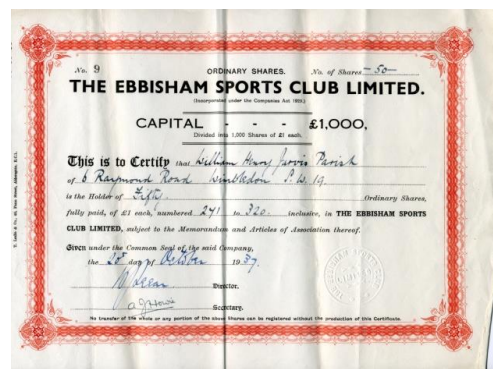 No. 9 ORDINARY SHARES. No. of Shares -50-
THE EBBISHAM SPORTS CLUB LIMITED.
(Incorporated under the Companies Act 1929.)
CAPITAL - - - £1,000,
Divided into 1,000 Shares of £1 each.
This is to Certify that William Henry Jarvis Parish
of 6 Raymond Road Wimbledon S.W. 19.
is the Holder of Fifty Ordinary Shares,
fully paid, of £1 each, numbered 271 to 320 inclusive, in THE EBBISHAM SPORTS
CLUB LIMITED, subject to the Memorandum and Articles of Association thereof.
Given under the Common Seal of the said Company,
the 20th day of October 1937.
Director.
Secretary.
No transfer of the whole or any portion of the above Shares can be registered without the production of this Certificate.